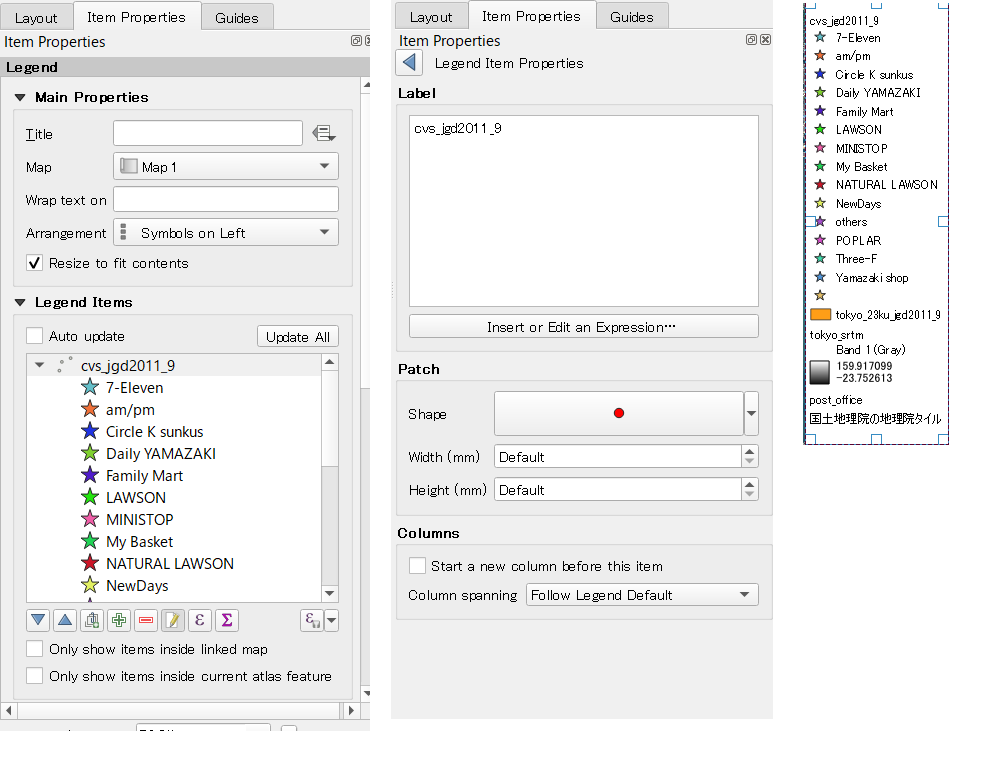 Layout
Item Properties
Guides
Item Properties
Legend
Main Properties
Title
Map
Map 1
Wrap text on
Arrangement
Symbols on Left
Resize to fit contents
Legend Items
Auto update
Update All
cvs_jgd2011_9
7-Eleven
am/pm
Circle K sunkus
Daily YAMAZAKI
Family Mart
LAWSON
MINISTOP
My Basket
NATURAL LAWSON
NewDays
Only show items inside linked map
Only show items inside current atlas feature
Layout
Item Properties
Guides
Item Properties
Legend Item Properties
Label
cvs_jgd2011_9
Insert or Edit an Expression…
Patch
Shape
Width (mm)
Default
Height (mm)
Default
Columns
Start a new column before this item
Column spanning
Follow Legend Default
cvs_jgd2011_9
7-Eleven
am/pm
Circle K sunkus
Daily YAMAZAKI
Family Mart
LAWSON
MINISTOP
My Basket
NATURAL LAWSON
NewDays
others
POPLAR
Three-F
Yamazaki shop
tokyo_23ku_jgd2011_9
tokyo_srtm
Band 1 (Gray)
159.917099
-23.752613
post_office
国土地理院の地理院タイル